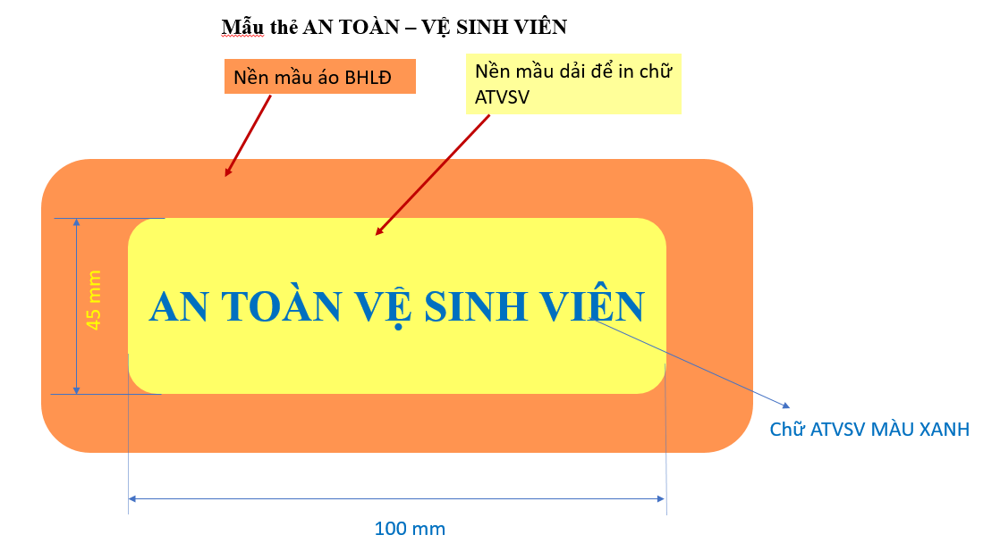 Mẫu thẻ AN TOÀN – VỆ SINH VIÊN
Nền mầu áo BHLĐ
Nền mầu dải để in chữ
ATVSV
45 mm
AN TOÀN VỆ SINH VIÊN
Chữ ATVSV MÀU XANH
100 mm